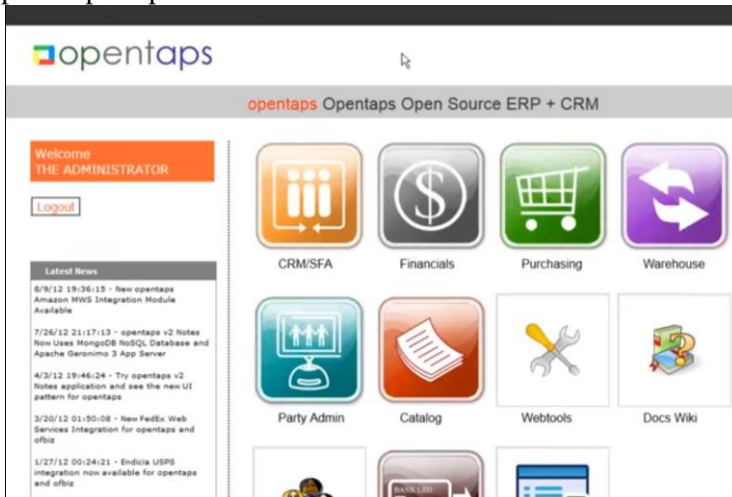 opentaps
opentaps Opentaps Open Source ERP + CRM
Welcome
THE ADMINISTRATOR
Logout
Latest News
8/9/12 19:36:15 - New opentaps
Amazon MWS Integration Module
Available
7/26/12 21:17:13 - opentaps v2 Notes
Now Uses MongoDB NoSQL Database and
Apache Geronimo 3 App Server
4/3/12 19:46:24 - Try opentaps v2
Notes application and see the new UI
pattern for opentaps
3/20/12 01:50:08 - New FedEx Web
Services Integration for opentaps and
ofbiz
1/27/12 00:24:21 - Endicia USPS
integration now available for opentaps
and ofbiz
CRM/SFA
Financials
Purchasing
Warehouse
Party Admin
Catalog
Webtools
Docs Wiki
BANK LTD